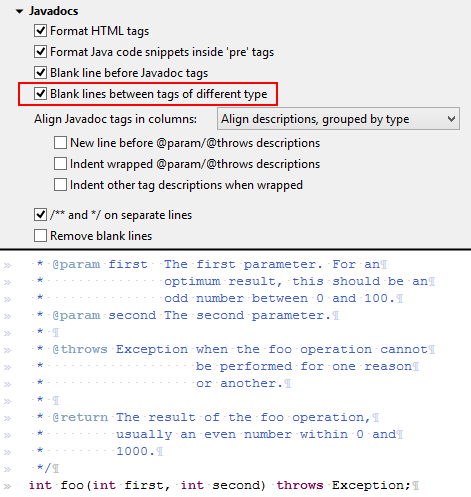 Javadocs
Format HTML tags
Format Java code snippets inside 'pre' tags
Blank line before Javadoc tags
Blank lines between tags of different type
Align Javadoc tags in columns: Align descriptions, grouped by type
New line before @param/@throws descriptions
Indent wrapped @param/@throws descriptions
Indent other tag descriptions when wrapped
/** and */ on separate lines
Remove blank lines
» * @param first  The first parameter. For an¶
» *               optimum result, this should be an¶
» *               odd number between 0 and 100.¶
» * @param second The second parameter.¶
» * ¶
» * @throws Exception when the foo operation cannot¶
» *                   be performed for one reason¶
» *                   or another.¶
» * ¶
» * @return The result of the foo operation,¶
» *         usually an even number within 0 and¶
» *         1000.¶
» */¶
» int foo(int first, int second) throws Exception;¶